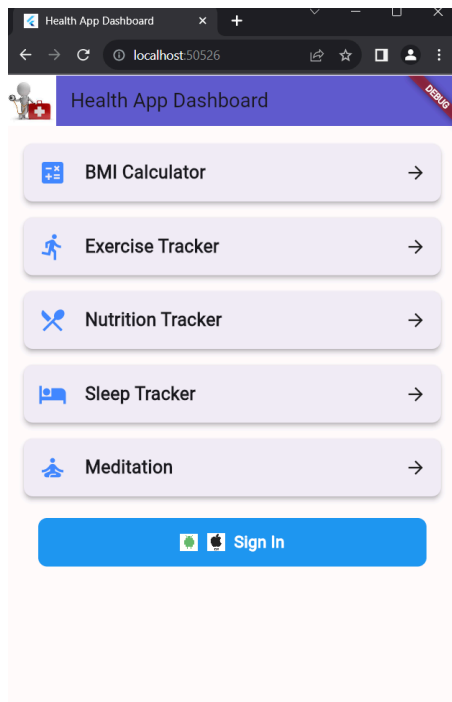 Health App Dashboard
localhost:50526
Health App Dashboard
DEBUG
BMI Calculator
Exercise Tracker
Nutrition Tracker
Sleep Tracker
Meditation
Sign In